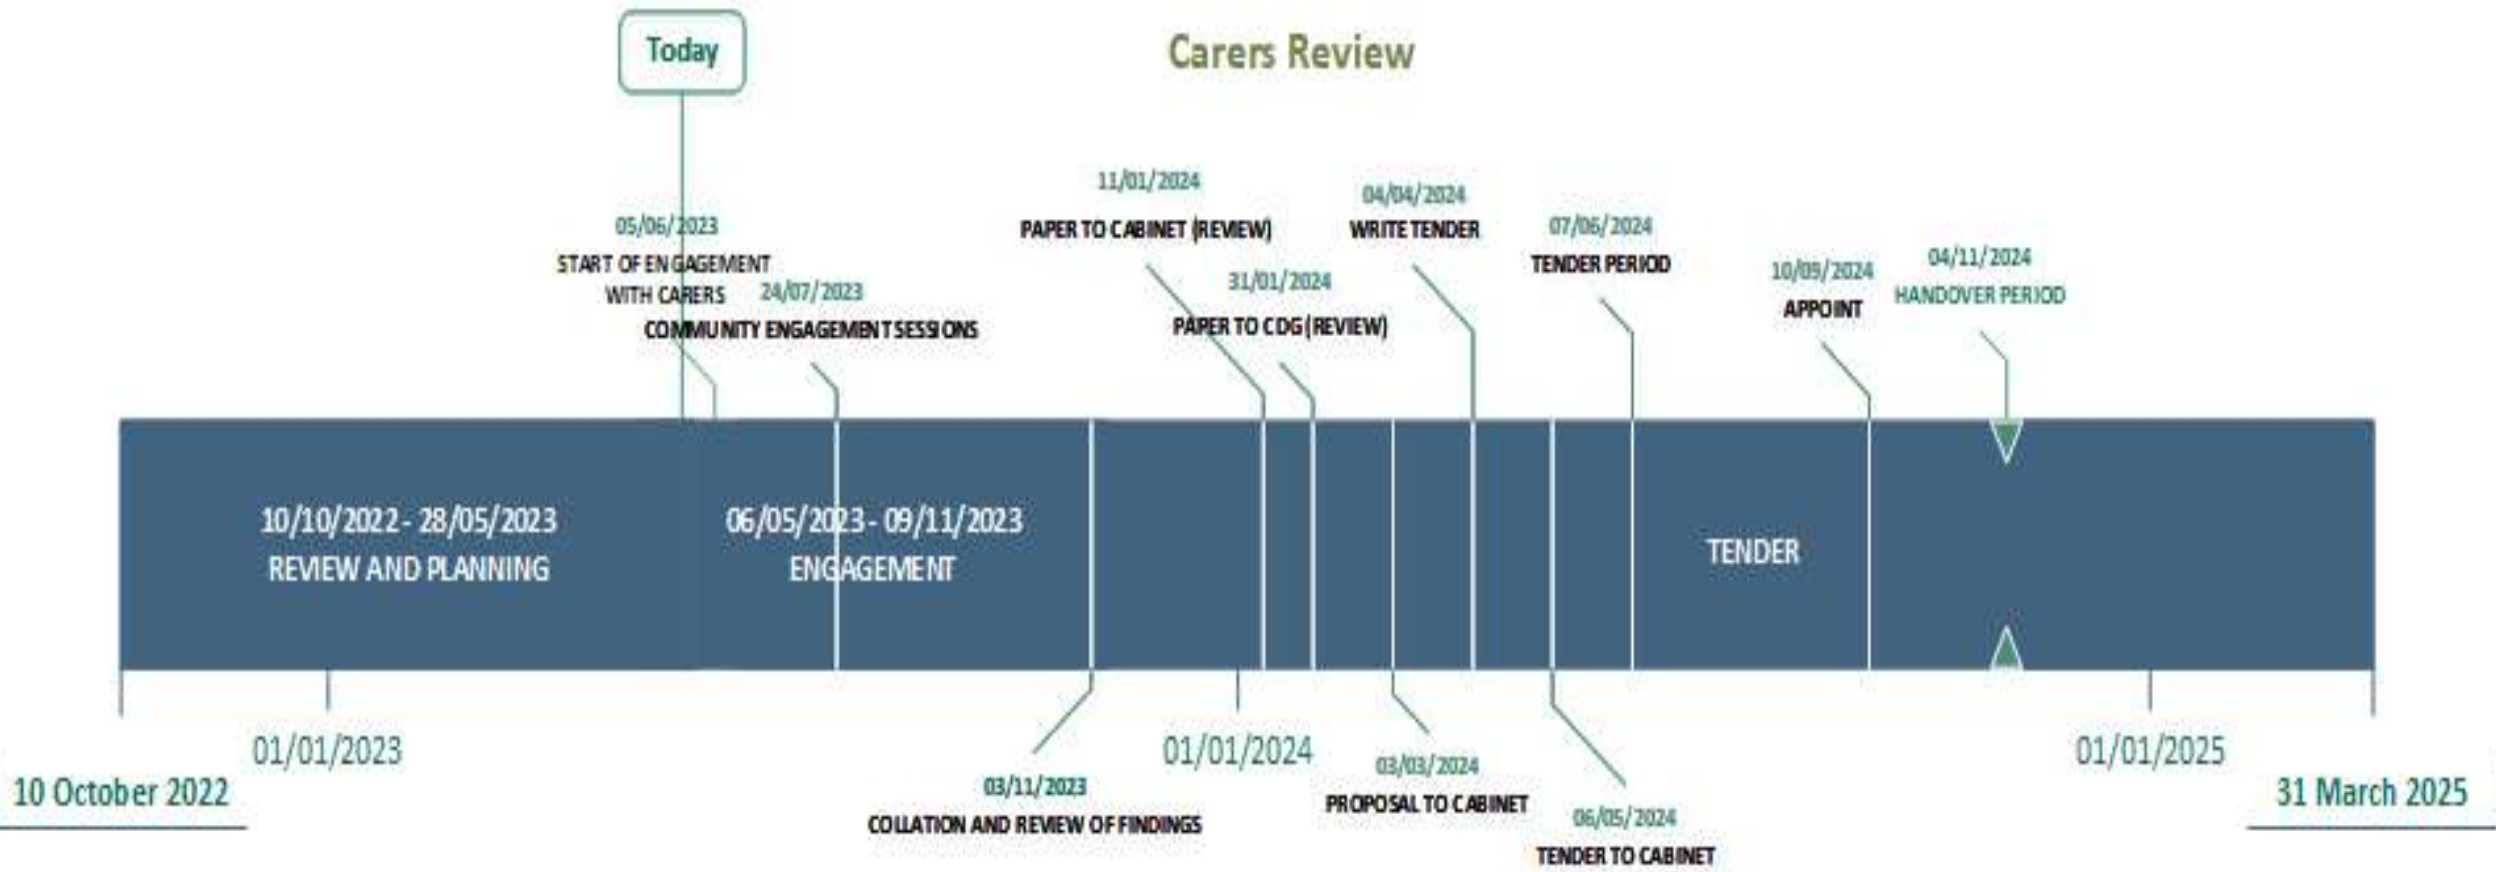 Today
Carers Review
05/06/2023
START OF ENGAGEMENT
WITH CARERS
24/07/2023
COMMUNITY ENGAGEMENT SESSIONS
11/01/2024
PAPER TO CABINET (REVIEW)
31/01/2024
PAPER TO CDG (REVIEW)
04/04/2024
WRITE TENDER
07/06/2024
TENDER PERIOD
10/09/2024
APPOINT
04/11/2024
HANDOVER PERIOD
10/10/2022 - 28/05/2023
REVIEW AND PLANNING
06/05/2023 - 09/11/2023
ENGAGEMENT
TENDER
01/01/2023
01/01/2024
01/01/2025
10 October 2022
31 March 2025
03/11/2023
COLLATION AND REVIEW OF FINDINGS
03/03/2024
PROPOSAL TO CABINET
06/05/2024
TENDER TO CABINET